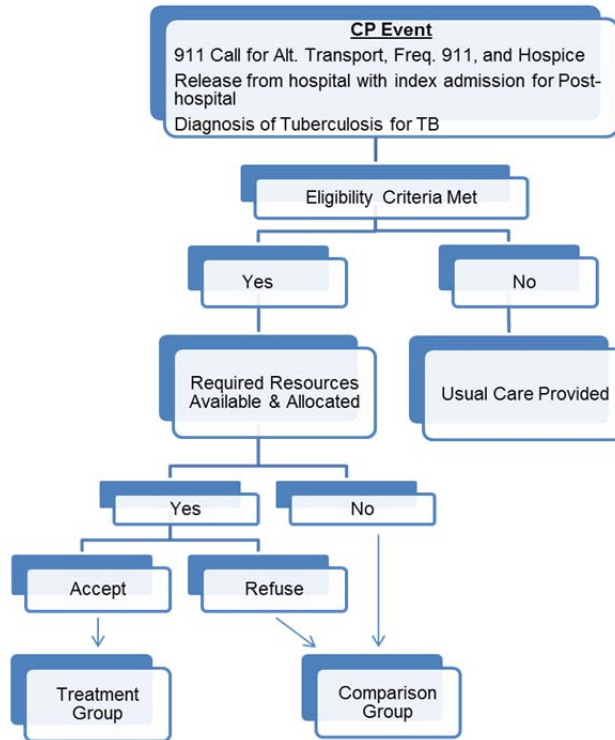 CP Event
911 Call for Alt. Transport, Freq. 911, and Hospice
Release from hospital with index admission for Post-
hospital
Diagnosis of Tuberculosis for TB
Eligibility Criteria Met
Yes
No
Required Resources
Available & Allocated
Usual Care Provided
Yes
No
Accept
Refuse
Treatment
Group
Comparison
Group